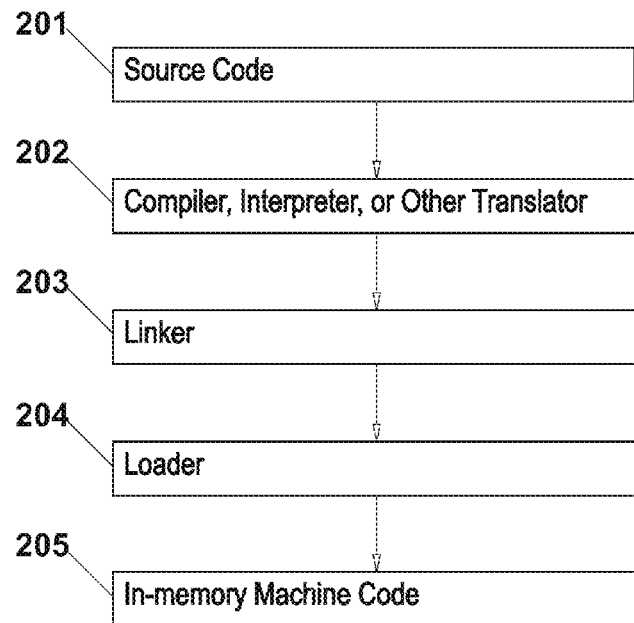 201
Source Code
202
Compiler, Interpreter, or Other Translator
203
Linker
204
Loader
205
In-memory Machine Code